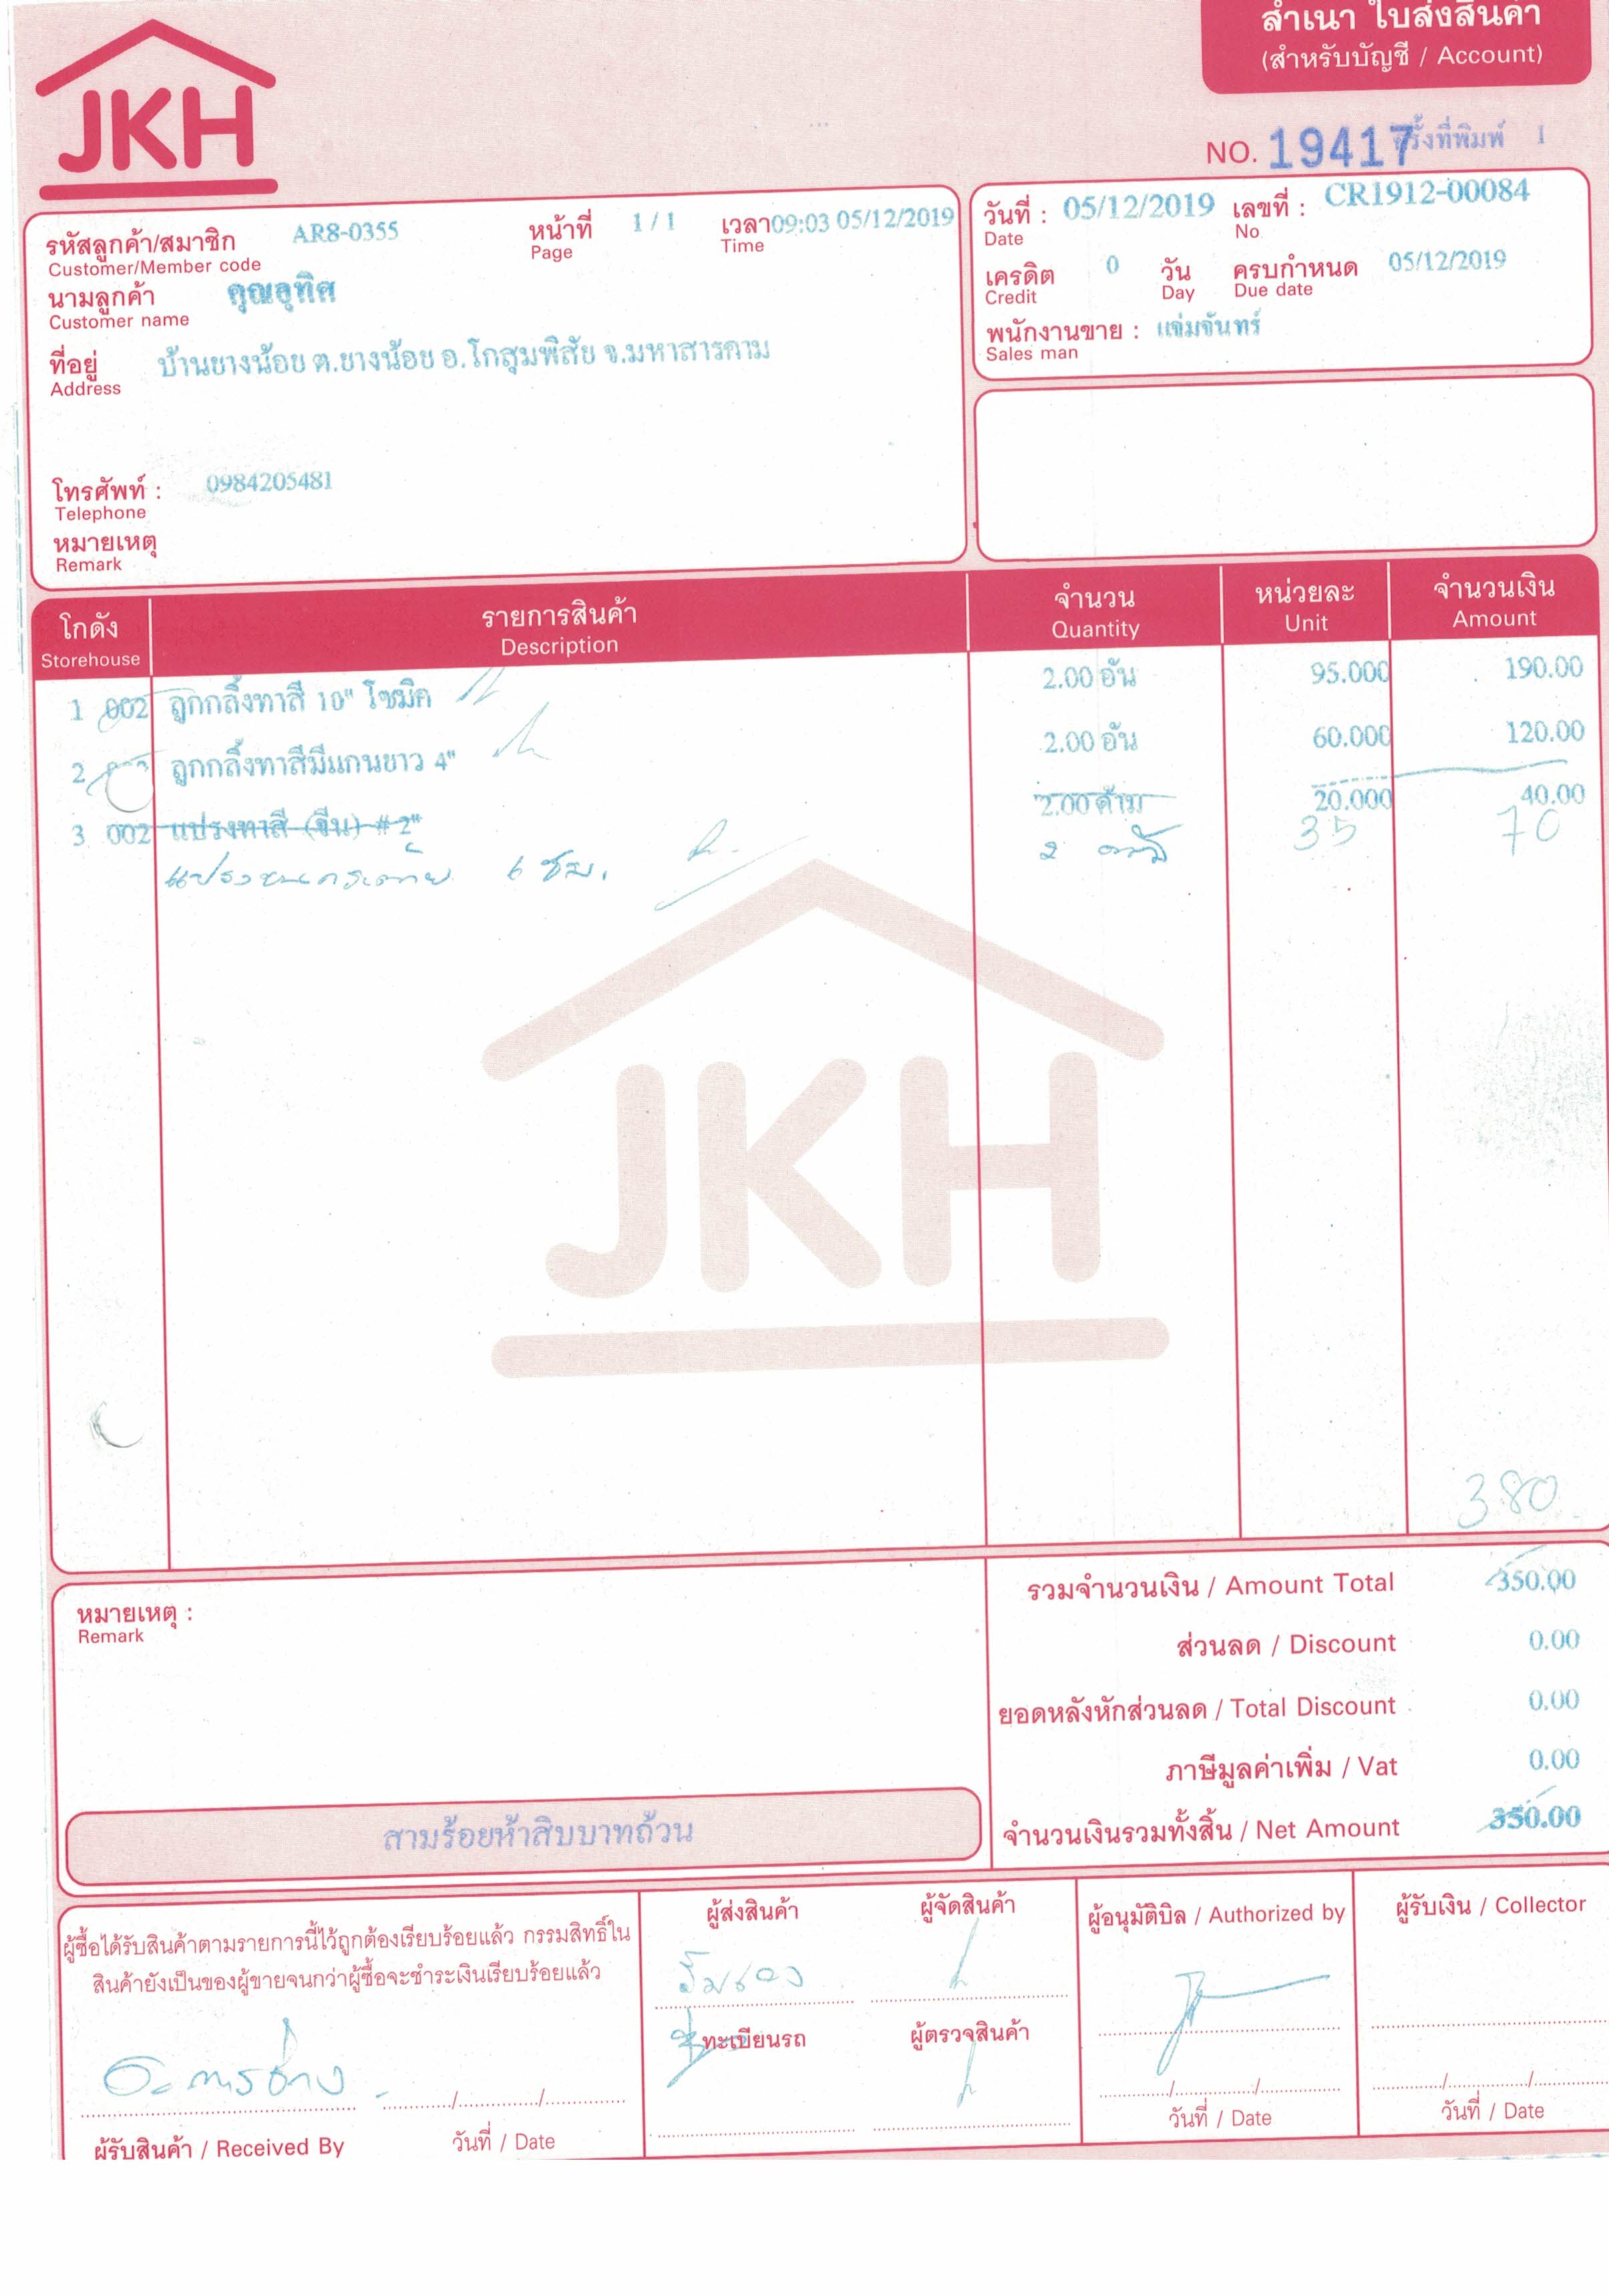 สำเนา ใบส่งสินค้า
(สำหรับบัญชี / Account)
JKH
NO. 19417 ครั้งที่พิมพ์ 1
รหัสลูกค้า/สมาชิก AR8-0355 หน้าที่ 1 / 1 เวลา 09:03 05/12/2019
Customer/Member code Page Time
นามลูกค้า คุณอุทิศ
Customer name
ที่อยู่ บ้านยางน้อย ต.ยางน้อย อ.โกสุมพิสัย จ.มหาสารคาม
Address
โทรศัพท์ : 0984205481
Telephone
หมายเหตุ
Remark
วันที่ : 05/12/2019 เลขที่ : CR1912-00084
Date No.
เครดิต 0 วัน ครบกำหนด 05/12/2019
Credit Day Due date
พนักงานขาย : แจ่มจันทร์
Sales man
โกดัง รายการสินค้า จำนวน หน่วยละ จำนวนเงิน
Storehouse Description Quantity Unit Amount
1 002 ลูกกลิ้งทาสี 10" โซมิค 2.00 อัน 95.000 190.00
2 ลูกกลิ้งทาสีมีแกนยาว 4" 2.00 อัน 60.000 120.00
3 002 แปรงทาสี (จีน) # 2" 2.00 ด้าม 20.000 40.00
แปรงขนกระต่าย 6 ซม. 2 35 70
JKH
380
รวมจำนวนเงิน / Amount Total 350.00
ส่วนลด / Discount 0.00
ยอดหลังหักส่วนลด / Total Discount 0.00
ภาษีมูลค่าเพิ่ม / Vat 0.00
จำนวนเงินรวมทั้งสิ้น / Net Amount 350.00
หมายเหตุ :
Remark
สามร้อยห้าสิบบาทถ้วน
ผู้ซื้อได้รับสินค้าตามรายการนี้ไว้ถูกต้องเรียบร้อยแล้ว กรรมสิทธิ์ใน
สินค้ายังเป็นของผู้ขายจนกว่าผู้ซื้อจะชำระเงินเรียบร้อยแล้ว
ผู้รับสินค้า / Received By วันที่ / Date
ผู้ส่งสินค้า ผู้จัดสินค้า
ทะเบียนรถ ผู้ตรวจสินค้า
ผู้อนุมัติบิล / Authorized by
วันที่ / Date
ผู้รับเงิน / Collector
วันที่ / Date